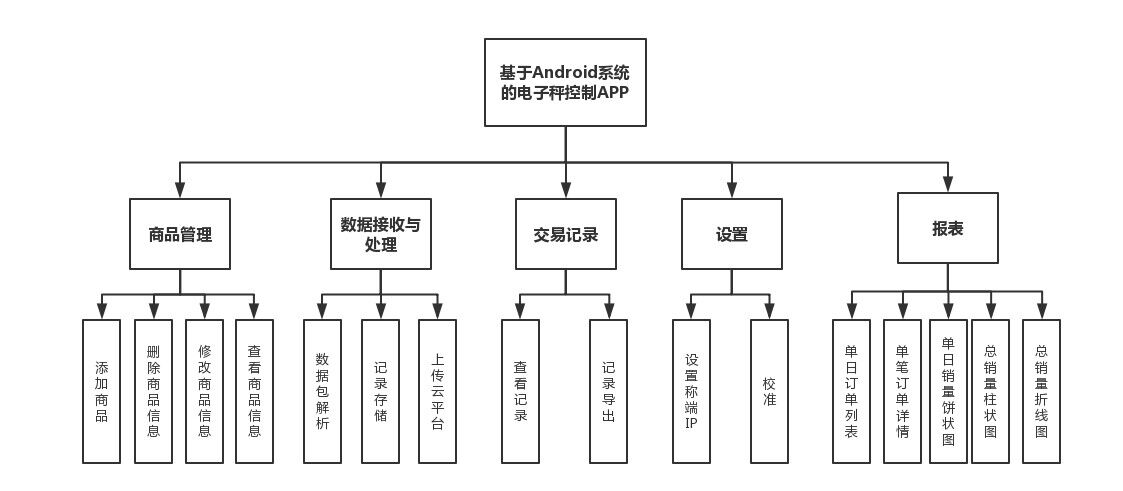 基于Android系统
的电子秤控制APP
商品管理
数据接收与
处理
交易记录
设置
报表
添加商品
删除商品信息
修改商品信息
查看商品信息
数据包解析
记录存储
上传云平台
查看记录
记录导出
设置称端IP
校准
单日订单列表
单笔订单详情
单日销量饼状图
总销量柱状图
总销量折线图